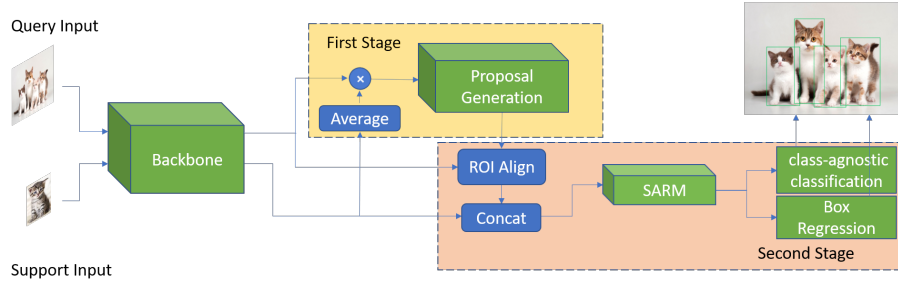 Query Input
First Stage
×
Proposal
Generation
Average
Backbone
ROI Align
class-agnostic
classification
SARM
Concat
Box
Regression
Second Stage
Support Input